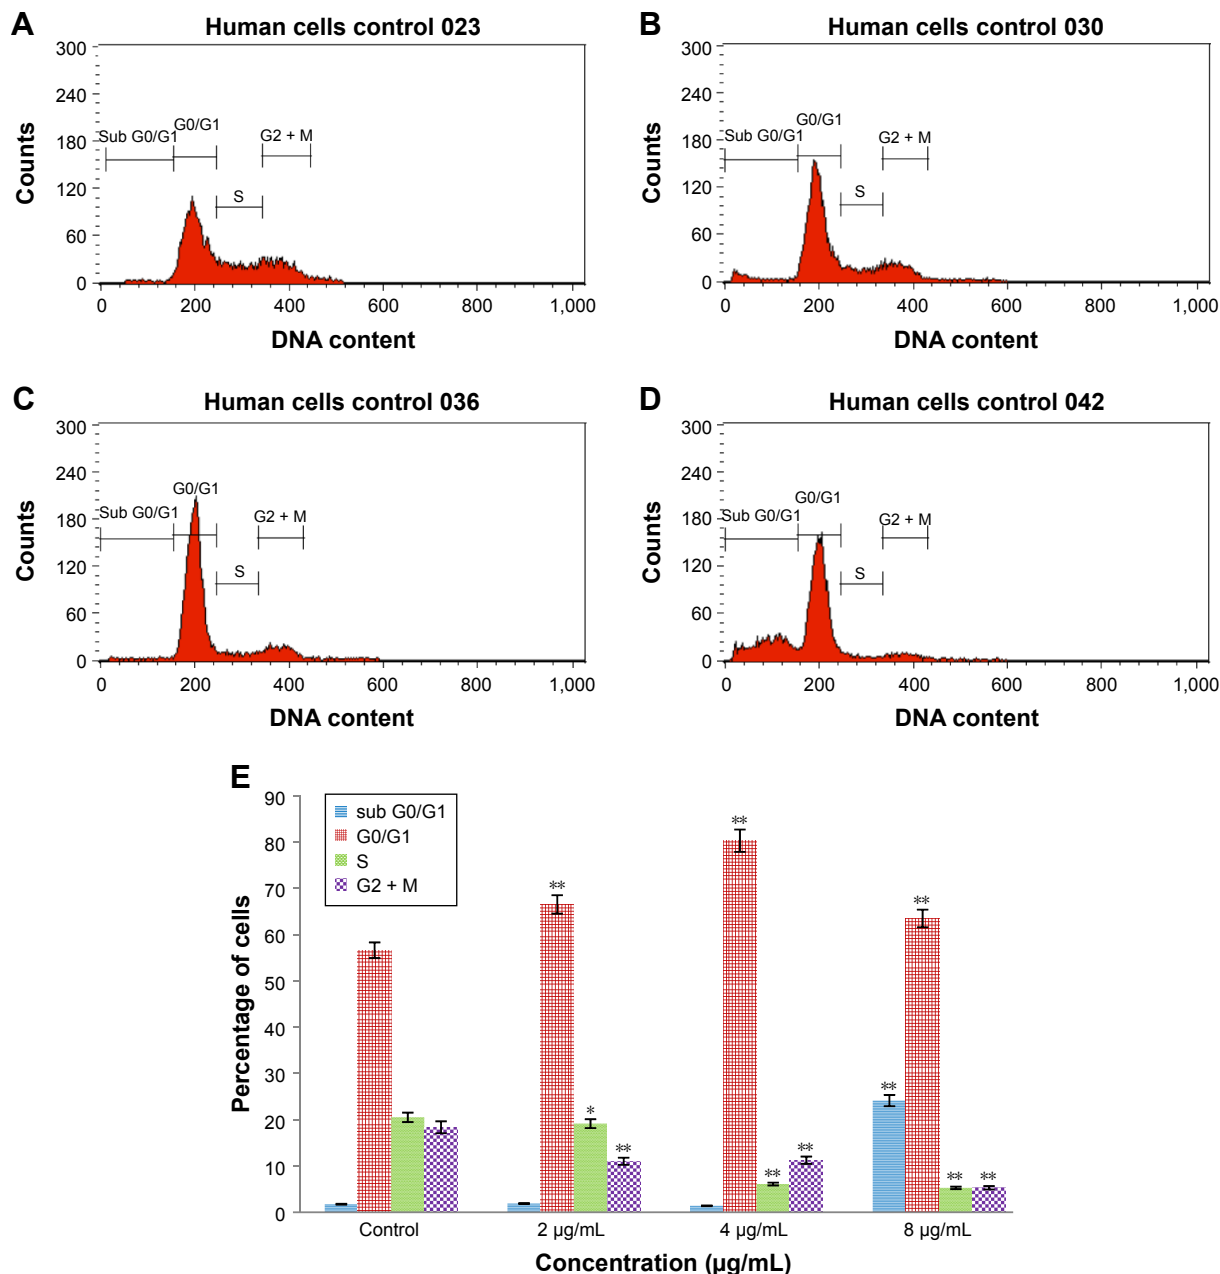 A Human cells control 023
300
240
180
120
60
0
Counts
Sub G0/G1
G0/G1
G2 + M
S
0 200 400 600 800 1,000
DNA content
B Human cells control 030
300
240
180
120
60
0
Counts
Sub G0/G1
G0/G1
G2 + M
S
0 200 400 600 800 1,000
DNA content
C Human cells control 036
300
240
180
120
60
0
Counts
G0/G1
Sub G0/G1
G2 + M
S
0 200 400 600 800 1,000
DNA content
D Human cells control 042
300
240
180
120
60
0
Counts
G0/G1
Sub G0/G1
G2 + M
S
0 200 400 600 800 1,000
DNA content
E
90
80
70
60
50
40
30
20
10
0
Percentage of cells
sub G0/G1
G0/G1
S
G2 + M
**
*
**
**
**
**
**
**
**
**
Control 2 µg/mL 4 µg/mL 8 µg/mL
Concentration (µg/mL)